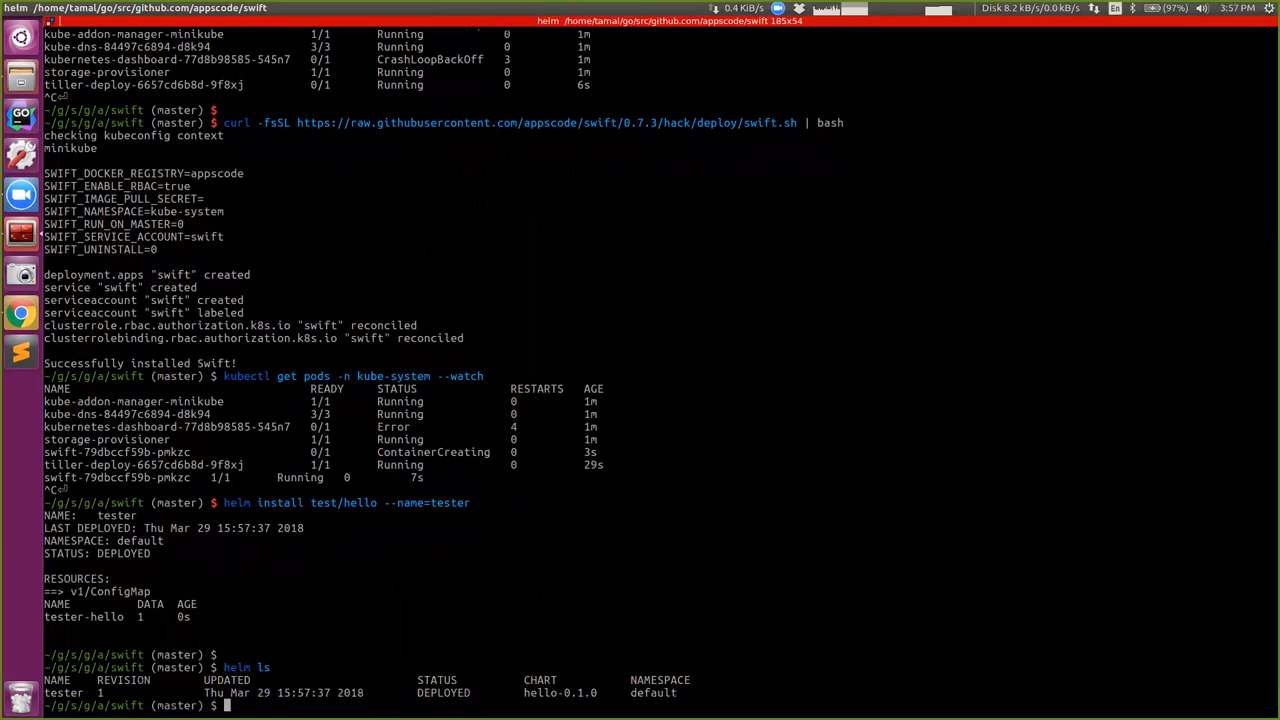 helm /home/tamal/go/src/github.com/appscode/swift
0.4 KiB/s
Disk 8.2 kB/s0.0 kB/s
En
(97%)
3:57 PM
helm /home/tamal/go/src/github.com/appscode/swift 185x54
kube-addon-manager-minikube 1/1 Running 0 1m
kube-dns-84497c6894-d8k94 3/3 Running 0 1m
kubernetes-dashboard-77d8b98585-545n7 0/1 CrashLoopBackOff 3 1m
storage-provisioner 1/1 Running 0 1m
tiller-deploy-6657cd6b8d-9f8xj 0/1 Running 0 6s
^C⏎
~/g/s/g/a/swift (master) $
~/g/s/g/a/swift (master) $ curl -fsSL https://raw.githubusercontent.com/appscode/swift/0.7.3/hack/deploy/swift.sh | bash
checking kubeconfig context
minikube
SWIFT_DOCKER_REGISTRY=appscode
SWIFT_ENABLE_RBAC=true
SWIFT_IMAGE_PULL_SECRET=
SWIFT_NAMESPACE=kube-system
SWIFT_RUN_ON_MASTER=0
SWIFT_SERVICE_ACCOUNT=swift
SWIFT_UNINSTALL=0
deployment.apps "swift" created
service "swift" created
serviceaccount "swift" created
serviceaccount "swift" labeled
clusterrole.rbac.authorization.k8s.io "swift" reconciled
clusterrolebinding.rbac.authorization.k8s.io "swift" reconciled
Successfully installed Swift!
~/g/s/g/a/swift (master) $ kubectl get pods -n kube-system --watch
NAME READY STATUS RESTARTS AGE
kube-addon-manager-minikube 1/1 Running 0 1m
kube-dns-84497c6894-d8k94 3/3 Running 0 1m
kubernetes-dashboard-77d8b98585-545n7 0/1 Error 4 1m
storage-provisioner 1/1 Running 0 1m
swift-79dbccf59b-pmkzc 0/1 ContainerCreating 0 3s
tiller-deploy-6657cd6b8d-9f8xj 1/1 Running 0 29s
swift-79dbccf59b-pmkzc 1/1 Running 0 7s
^C⏎
~/g/s/g/a/swift (master) $ helm install test/hello --name=tester
NAME: tester
LAST DEPLOYED: Thu Mar 29 15:57:37 2018
NAMESPACE: default
STATUS: DEPLOYED
RESOURCES:
==> v1/ConfigMap
NAME DATA AGE
tester-hello 1 0s
~/g/s/g/a/swift (master) $
~/g/s/g/a/swift (master) $ helm ls
NAME REVISION UPDATED STATUS CHART NAMESPACE
tester 1 Thu Mar 29 15:57:37 2018 DEPLOYED hello-0.1.0 default
~/g/s/g/a/swift (master) $
GO